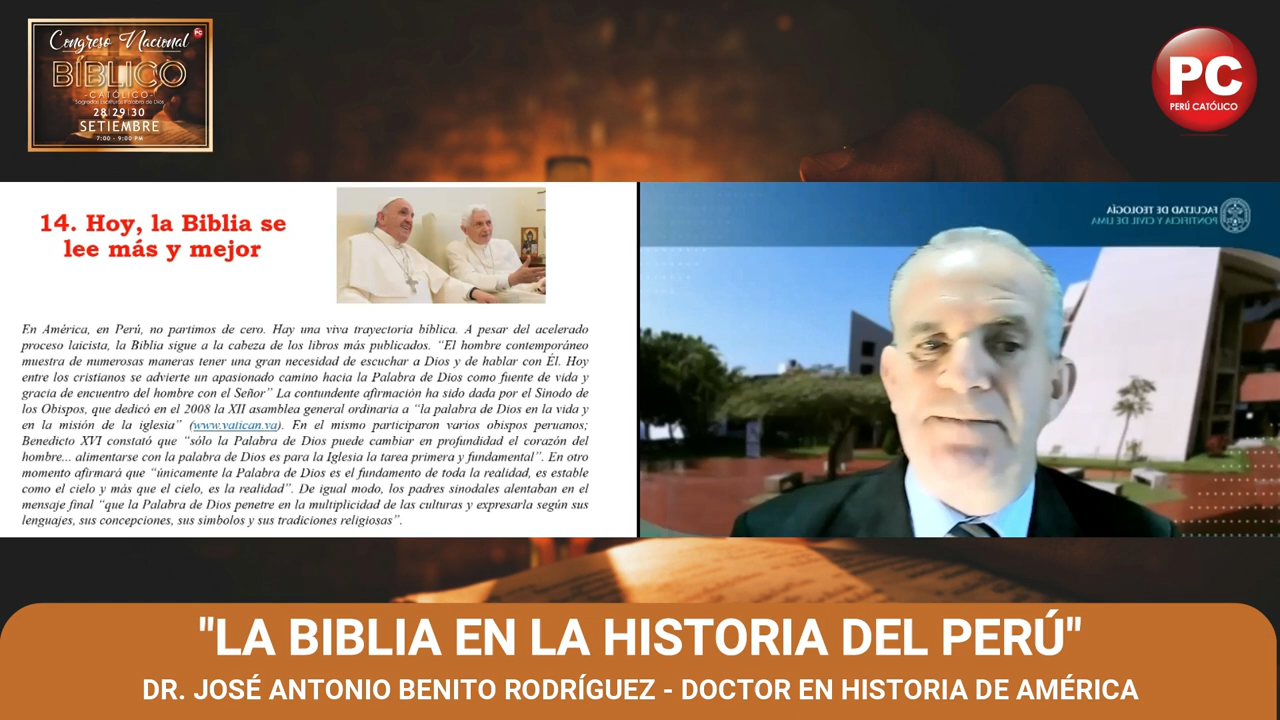 Congreso Nacional
PC
BÍBLICO
-CATÓLICO-
Sagradas Escrituras Palabra de Dios
28|29|30
SETIEMBRE
7:00 - 9:00 PM
PC
PERÚ CATÓLICO
14. Hoy, la Biblia se
lee más y mejor
En América, en Perú, no partimos de cero. Hay una viva trayectoria bíblica. A pesar del acelerado
proceso laicista, la Biblia sigue a la cabeza de los libros más publicados. “El hombre contemporáneo
muestra de numerosas maneras tener una gran necesidad de escuchar a Dios y de hablar con Él. Hoy
entre los cristianos se advierte un apasionado camino hacia la Palabra de Dios como fuente de vida y
gracia de encuentro del hombre con el Señor” La contundente afirmación ha sido dada por el Sínodo de
los Obispos, que dedicó en el 2008 la XII asamblea general ordinaria a “la palabra de Dios en la vida y
en la misión de la iglesia” (www.vatican.va). En el mismo participaron varios obispos peruanos;
Benedicto XVI constató que “sólo la Palabra de Dios puede cambiar en profundidad el corazón del
hombre... alimentarse con la palabra de Dios es para la Iglesia la tarea primera y fundamental”. En otro
momento afirmará que “únicamente la Palabra de Dios es el fundamento de toda la realidad, es estable
como el cielo y más que el cielo, es la realidad”. De igual modo, los padres sinodales alentaban en el
mensaje final “que la Palabra de Dios penetre en la multiplicidad de las culturas y expresarla según sus
lenguajes, sus concepciones, sus símbolos y sus tradiciones religiosas”.
FACULTAD DE TEOLOGÍA
PONTIFICIA Y CIVIL DE LIMA
"LA BIBLIA EN LA HISTORIA DEL PERÚ"
DR. JOSÉ ANTONIO BENITO RODRÍGUEZ - DOCTOR EN HISTORIA DE AMÉRICA